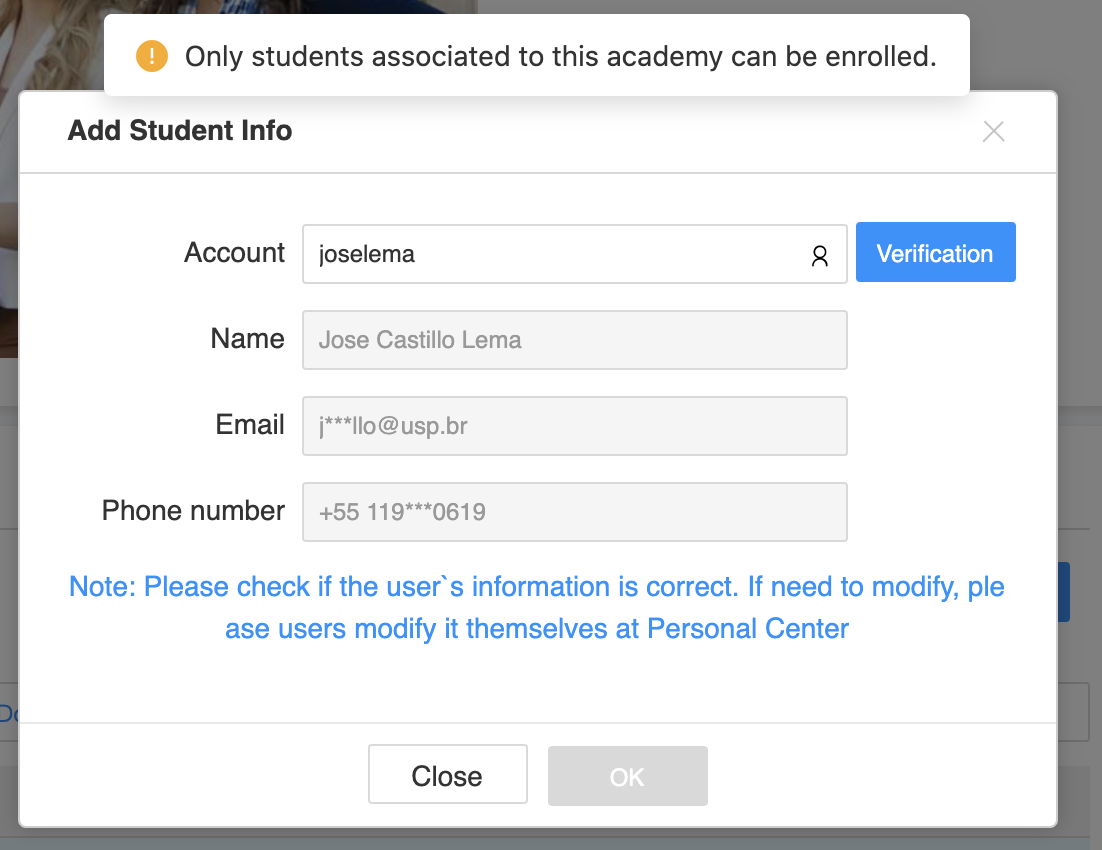 Only students associated to this academy can be enrolled.
Add Student Info
Account
joselema
Verification
Name
Jose Castillo Lema
Email
j***llo@usp.br
Phone number
+55 119***0619
Note: Please check if the user`s information is correct. If need to modify, ple
ase users modify it themselves at Personal Center
Close
OK